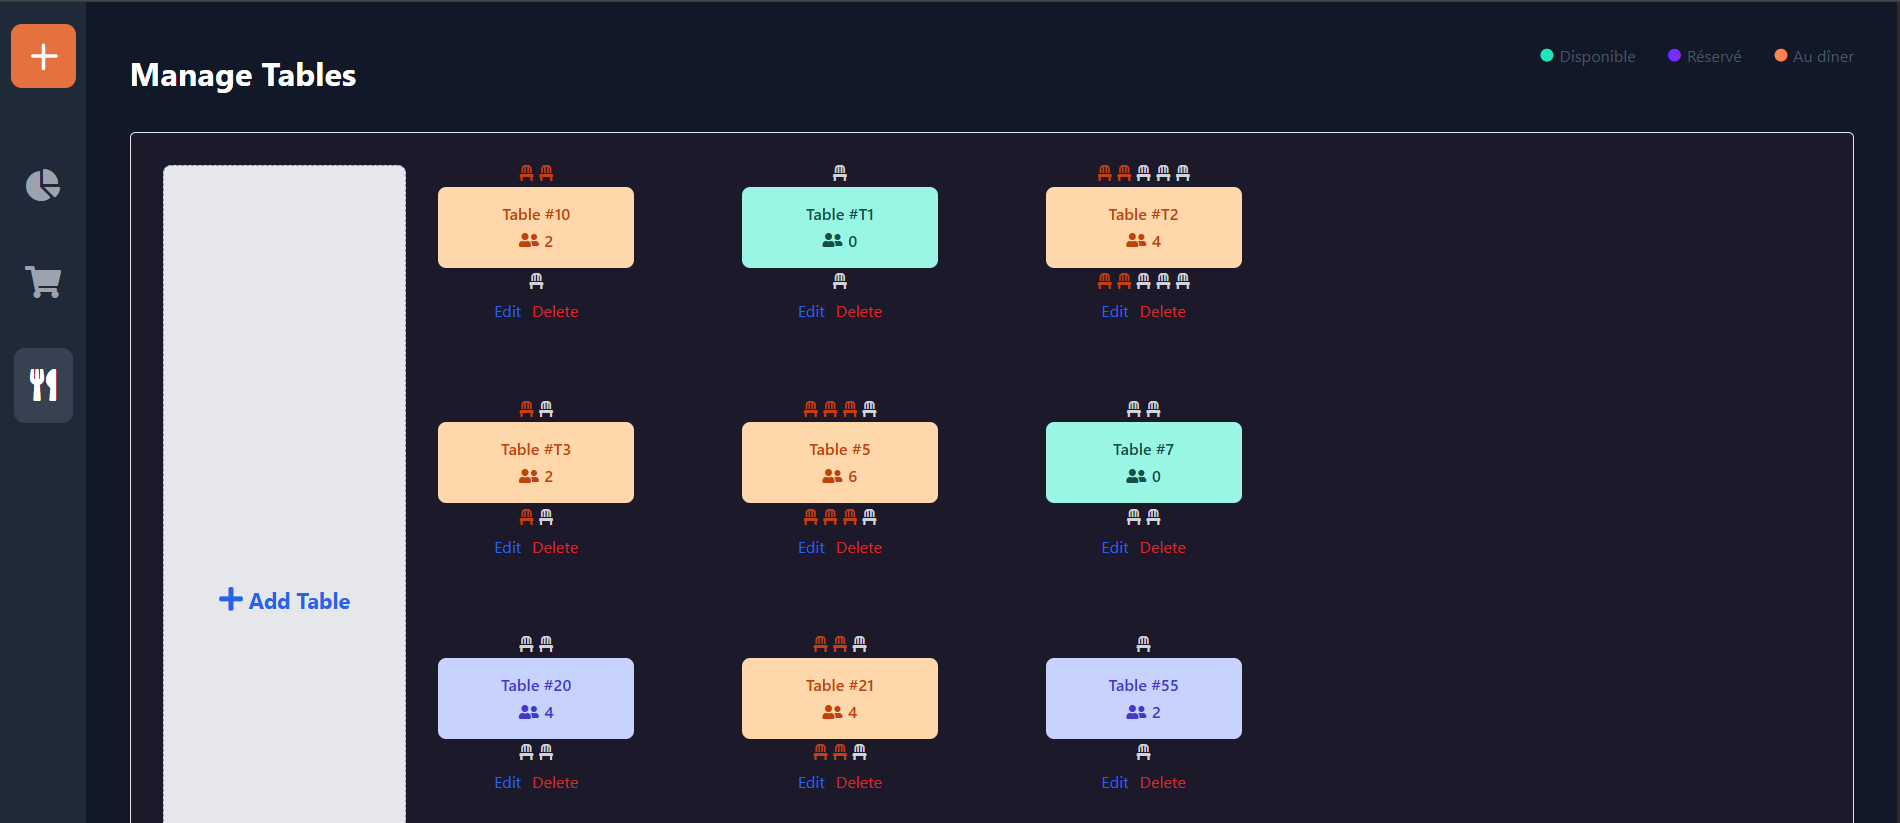 Manage Tables
Disponible
Réservé
Au dîner
Add Table
Table #10
2
Edit Delete
Table #T1
0
Edit Delete
Table #T2
4
Edit Delete
Table #T3
2
Edit Delete
Table #5
6
Edit Delete
Table #7
0
Edit Delete
Table #20
4
Edit Delete
Table #21
4
Edit Delete
Table #55
2
Edit Delete